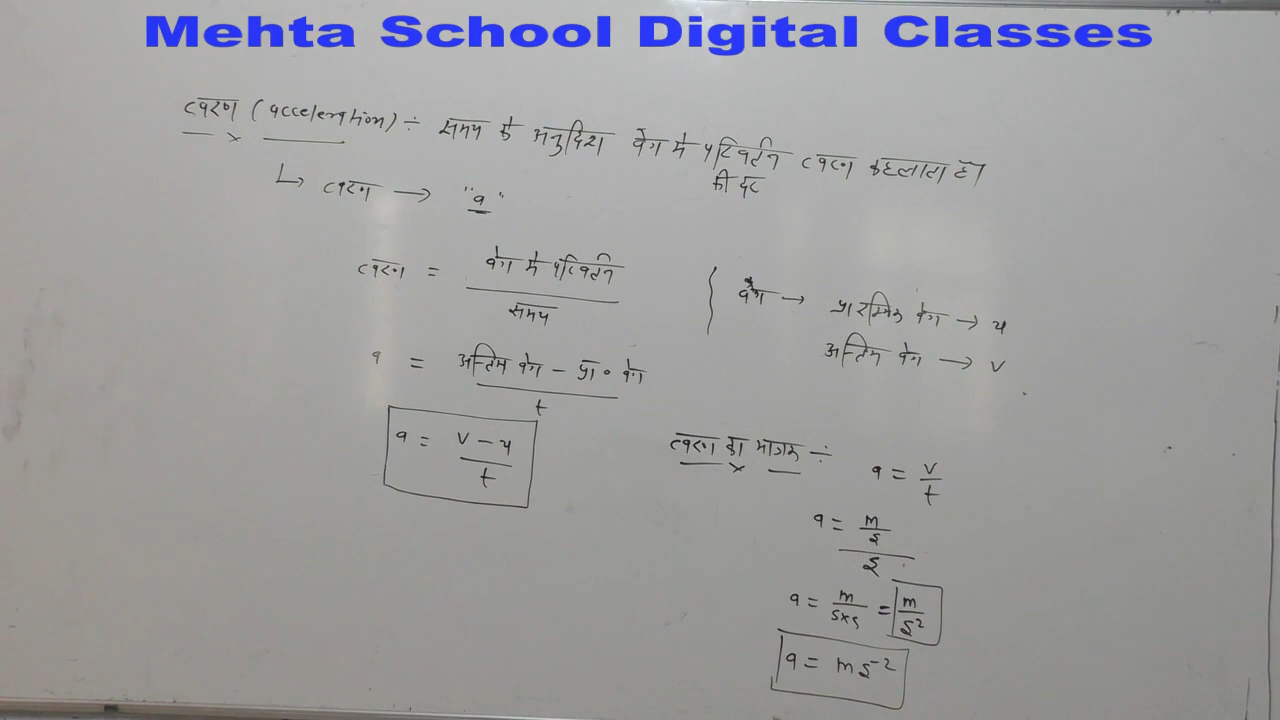 Mehta School Digital Classes
त्वरण (acceleration) ÷ समय के अनुदिश वेग मे परिवर्तन त्वरण कहलाता है।
की दर
↳ त्वरण → "a"
त्वरण = वेग मे परिवर्तन / समय
{ वेग → प्रारम्भिक वेग → u
अन्तिम वेग → v
a = अन्तिम वेग - प्रा० वेग / t
a = v - u / t
त्वरण का मात्रक ÷ a = v / t
a = m / s / s
a = m / s×s = m / s²
a = ms⁻²